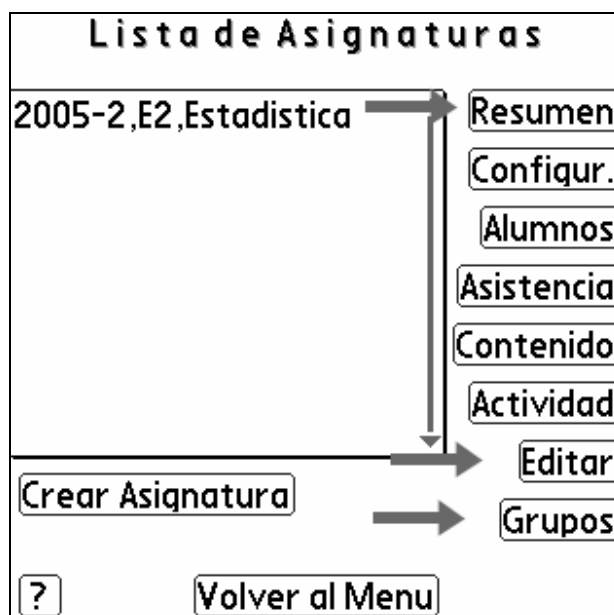 Lista de Asignaturas
2005-2,E2,Estadistica
Resumen
Configur.
Alumnos
Asistencia
Contenido
Actividad
Editar
Crear Asignatura
Grupos
?
Volver al Menu